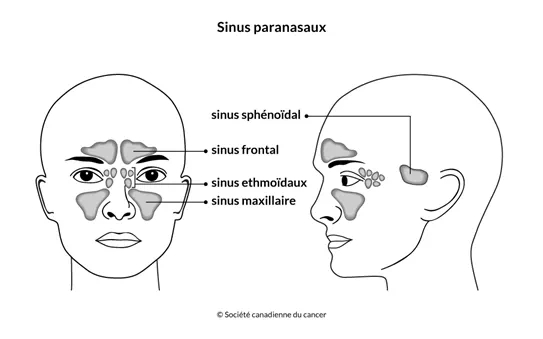 Sinus paranasaux
sinus sphénoïdal
sinus frontal
sinus ethmoïdaux
sinus maxillaire
© Société canadienne du cancer